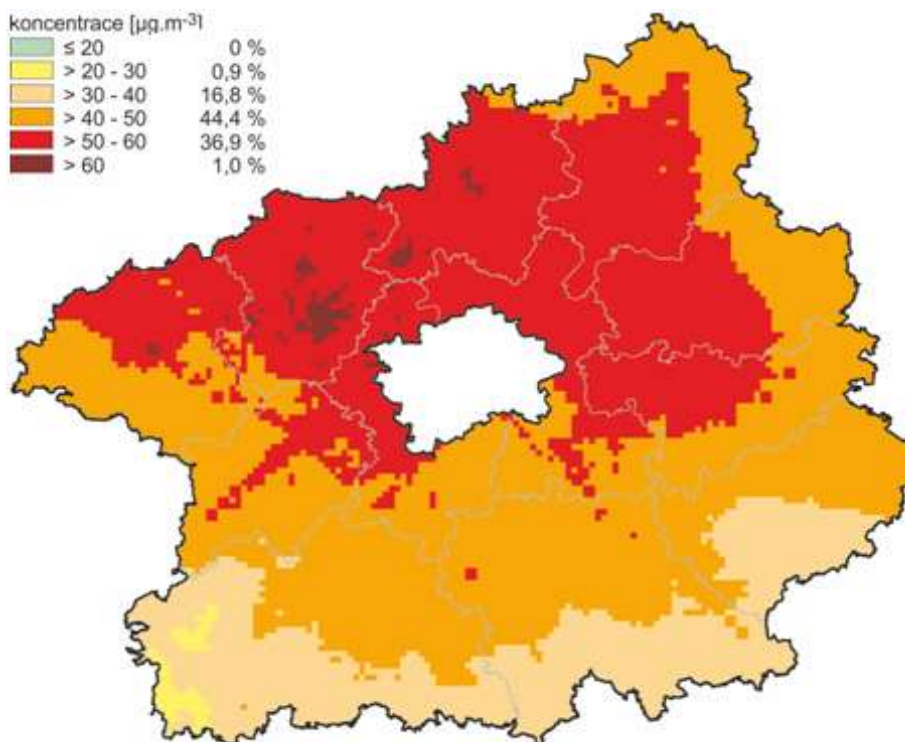 koncentrace [µg.m⁻³]
≤ 20 0 %
> 20 - 30 0,9 %
> 30 - 40 16,8 %
> 40 - 50 44,4 %
> 50 - 60 36,9 %
> 60 1,0 %